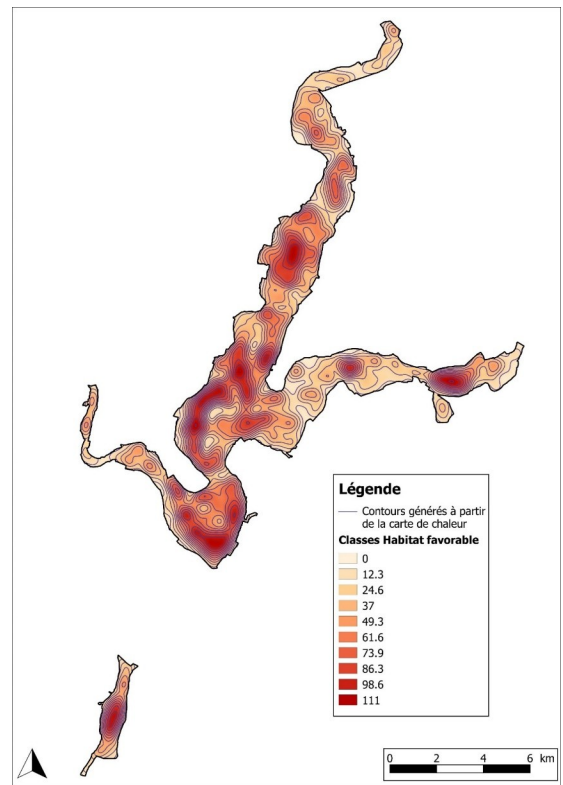 Légende
Contours générés à partir
de la carte de chaleur
Classes Habitat favorable
0
12.3
24.6
37
49.3
61.6
73.9
86.3
98.6
111
0 2 4 6 km